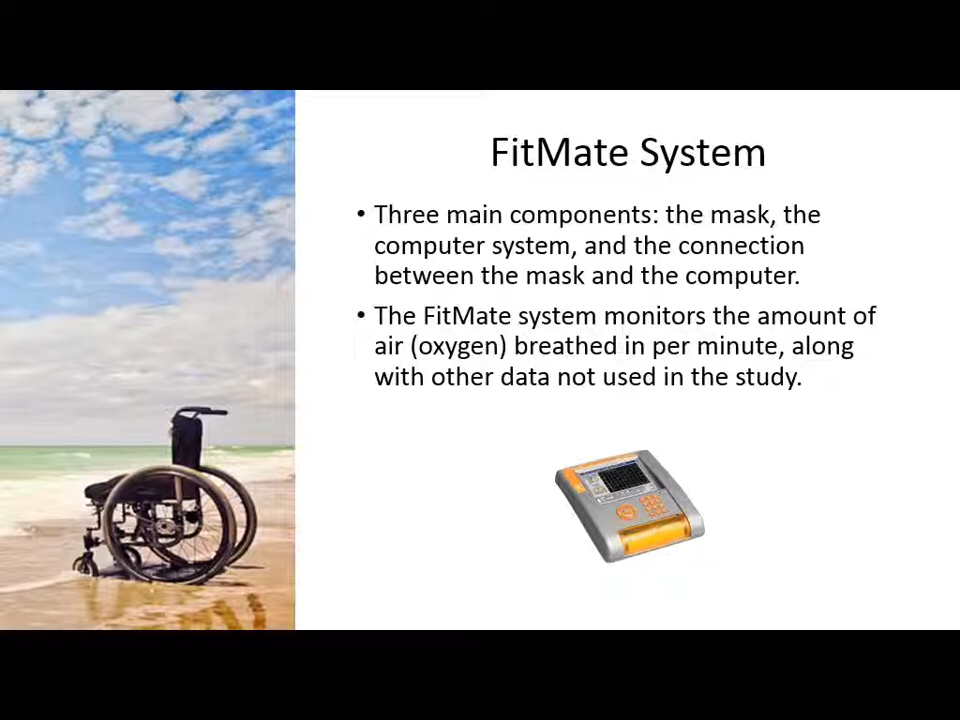 FitMate System
• Three main components: the mask, the
computer system, and the connection
between the mask and the computer.
• The FitMate system monitors the amount of
air (oxygen) breathed in per minute, along
with other data not used in the study.